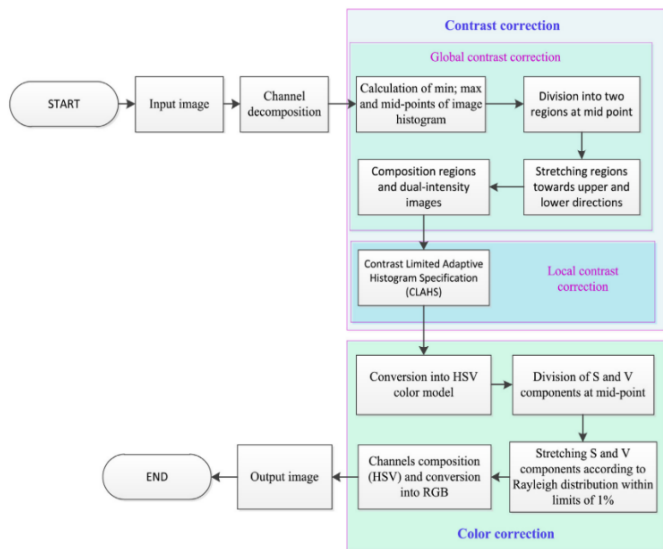 Contrast correction
Global contrast correction
START
Input image
Channel
decomposition
Calculation of min; max
and mid-points of image
histogram
Division into two
regions at mid point
Composition regions
and dual-intensity
images
Stretching regions
towards upper and
lower directions
Contrast Limited Adaptive
Histogram Specification
(CLAHS)
Local contrast
correction
Conversion into HSV
color model
Division of S and V
components at mid-point
END
Output image
Channels composition
(HSV) and conversion
into RGB
Stretching S and V
components according to
Rayleigh distribution within
limits of 1%
Color correction